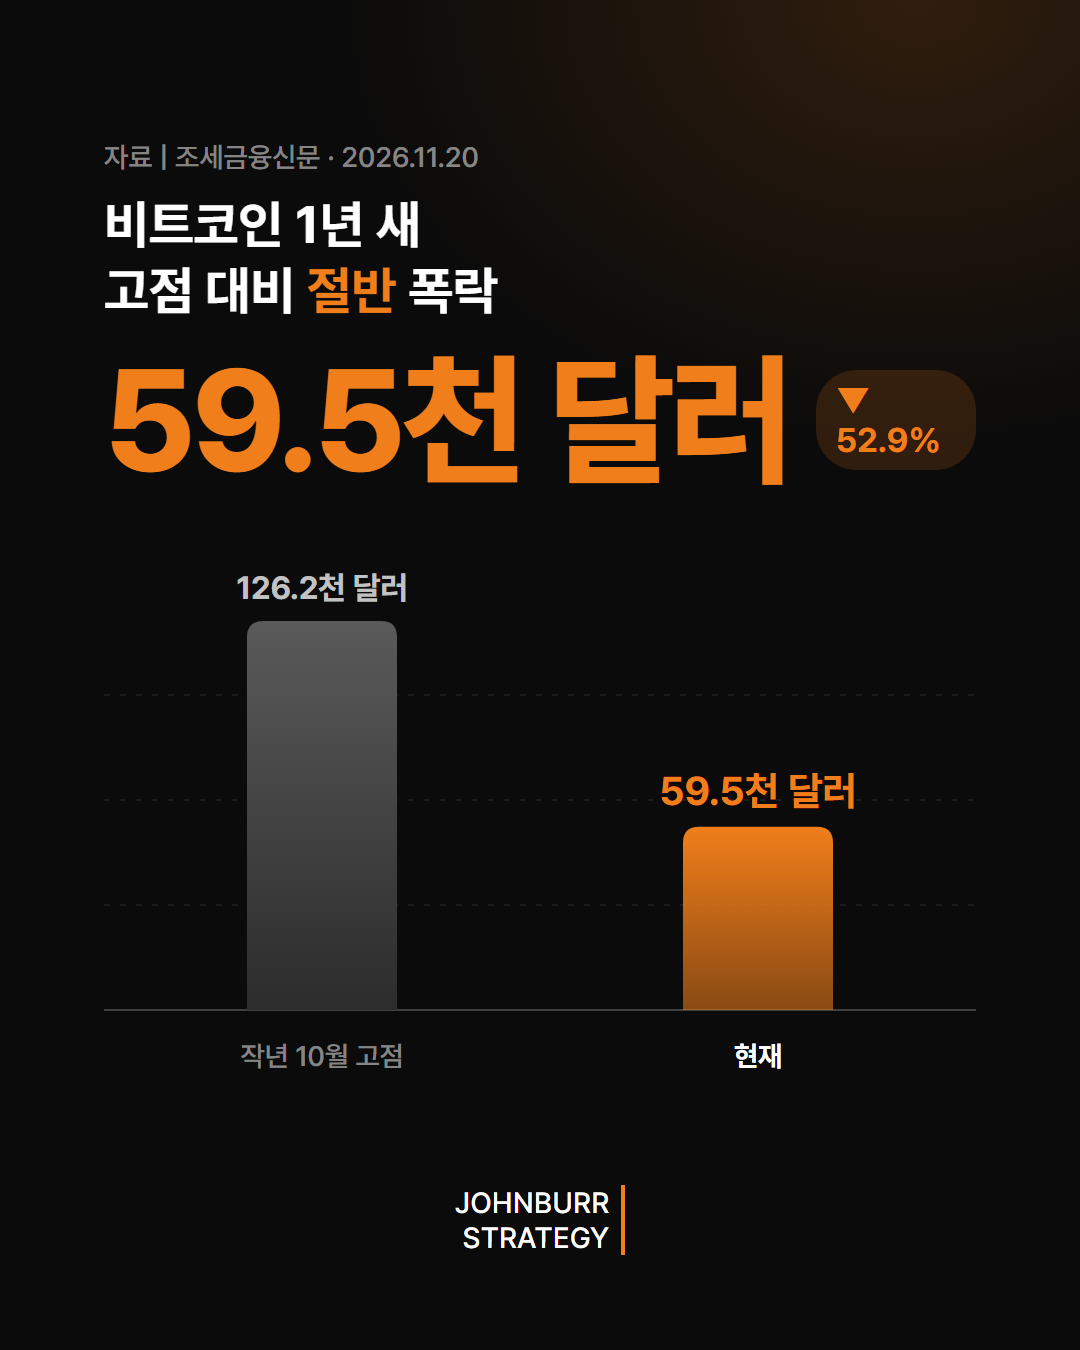 자료 | 조세금융신문 · 2026.11.20
비트코인 1년 새
고점 대비 절반 폭락
59.5천 달러
▼
52.9%
126.2천 달러
59.5천 달러
작년 10월 고점
현재
JOHNBURR
STRATEGY